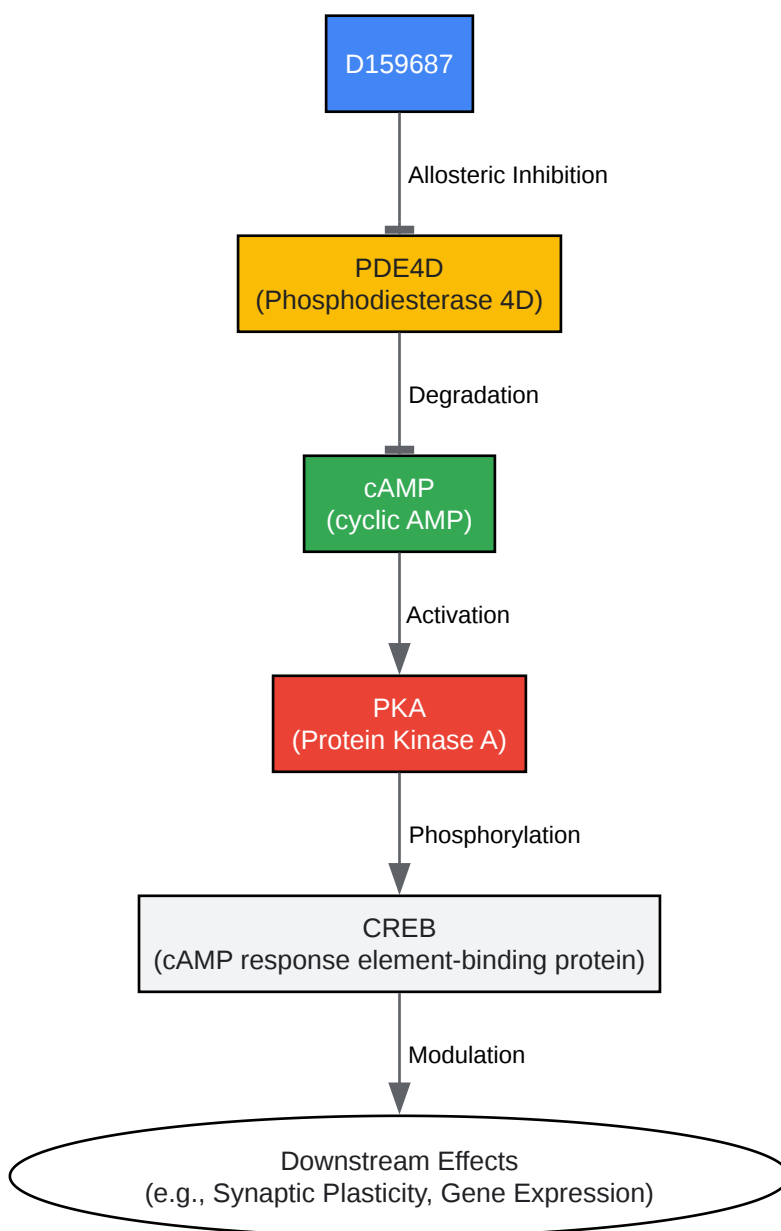 D159687
Allosteric Inhibition
PDE4D
(Phosphodiesterase 4D)
Degradation
cAMP
(cyclic AMP)
Activation
PKA
(Protein Kinase A)
Phosphorylation
CREB
(cAMP response element-binding protein)
Modulation
Downstream Effects
(e.g., Synaptic Plasticity, Gene Expression)